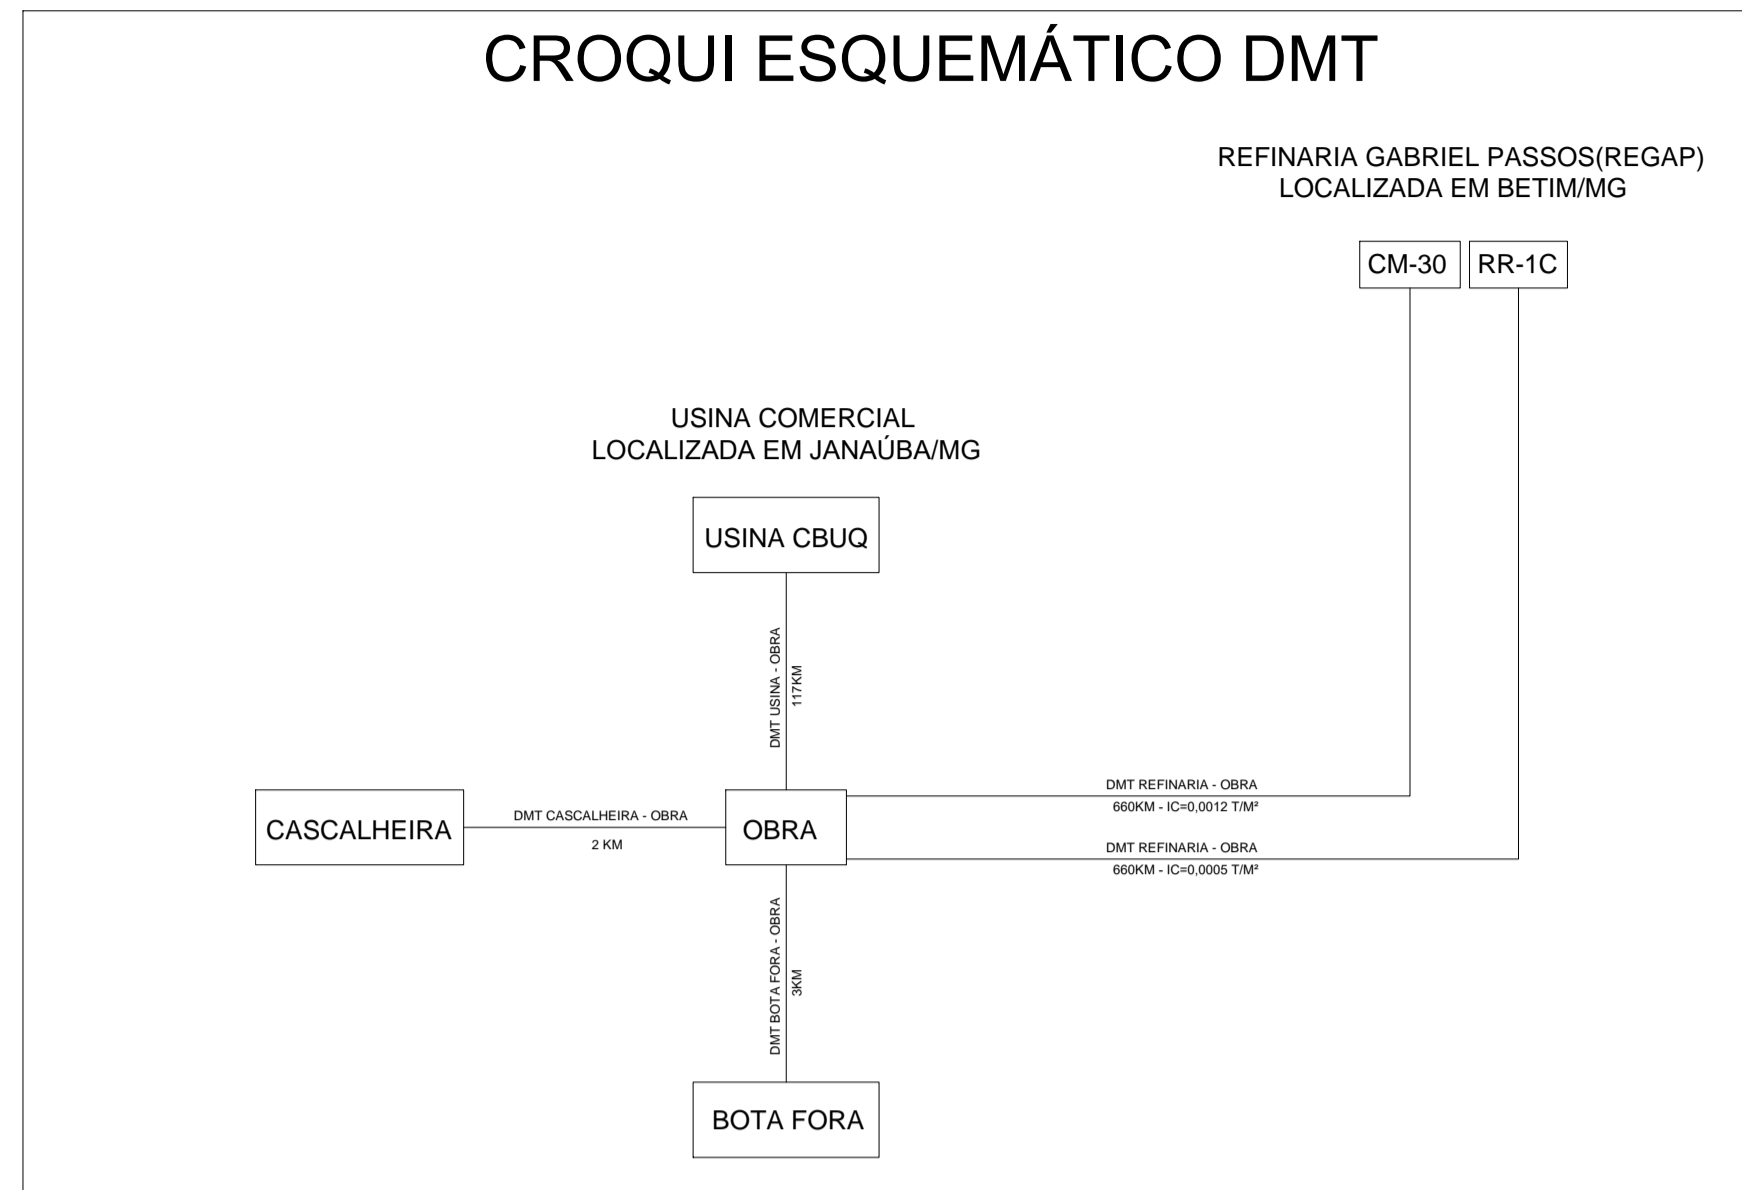 CROQUI ESQUEMÁTICO DMT
REFINARIA GABRIEL PASSOS(REGAP)
LOCALIZADA EM BETIM/MG
CM-30
RR-1C
USINA COMERCIAL
LOCALIZADA EM JANAÚBA/MG
USINA CBUQ
DMT USINA - OBRA
117KM
DMT REFINARIA - OBRA
660KM - IC=0,0012 T/M²
CASCALHEIRA
DMT CASCALHEIRA - OBRA
2 KM
OBRA
DMT REFINARIA - OBRA
660KM - IC=0,0005 T/M²
DMT BOTA FORA - OBRA
3KM
BOTA FORA